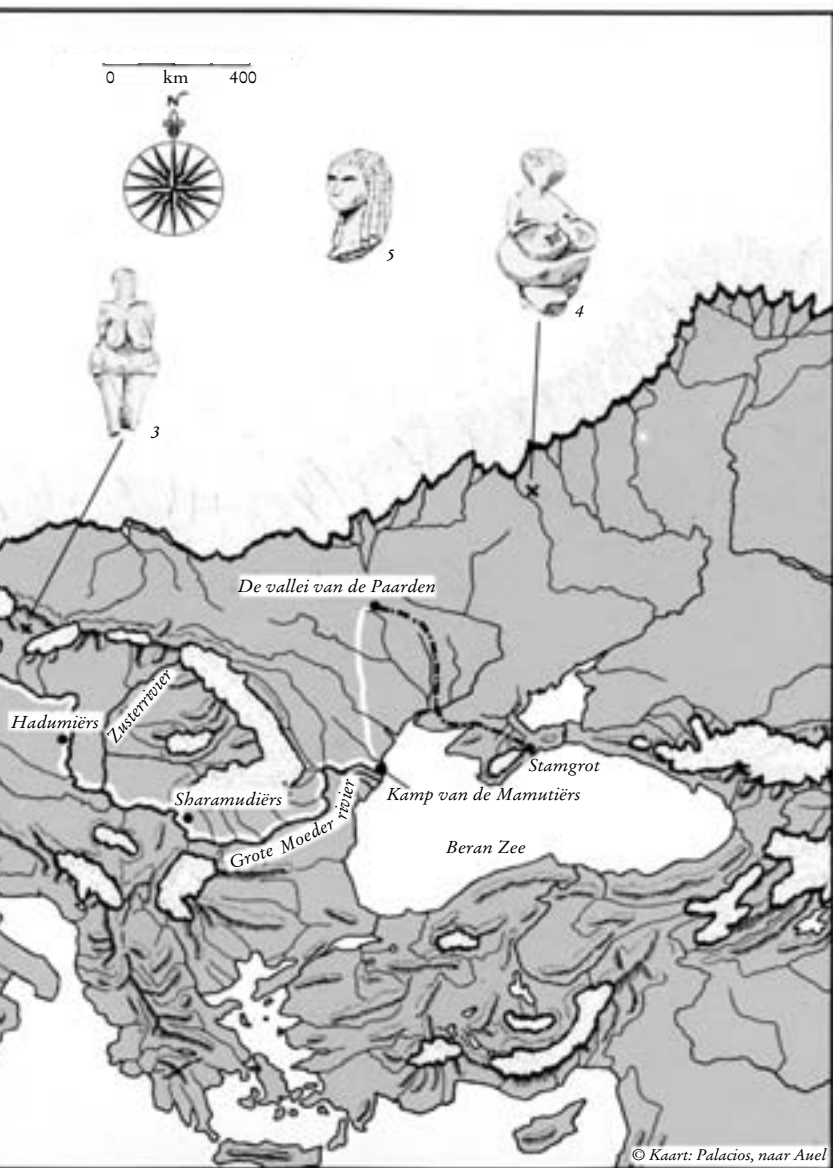 0 km 400
N
5
4
3
De vallei van de Paarden
Zusterrivier
Hadumiërs
Stamgrot
Sharamudiërs
Kamp van de Mamutiërs
Grote Moeder rivier
Beran Zee
© Kaart: Palacios, naar Auel